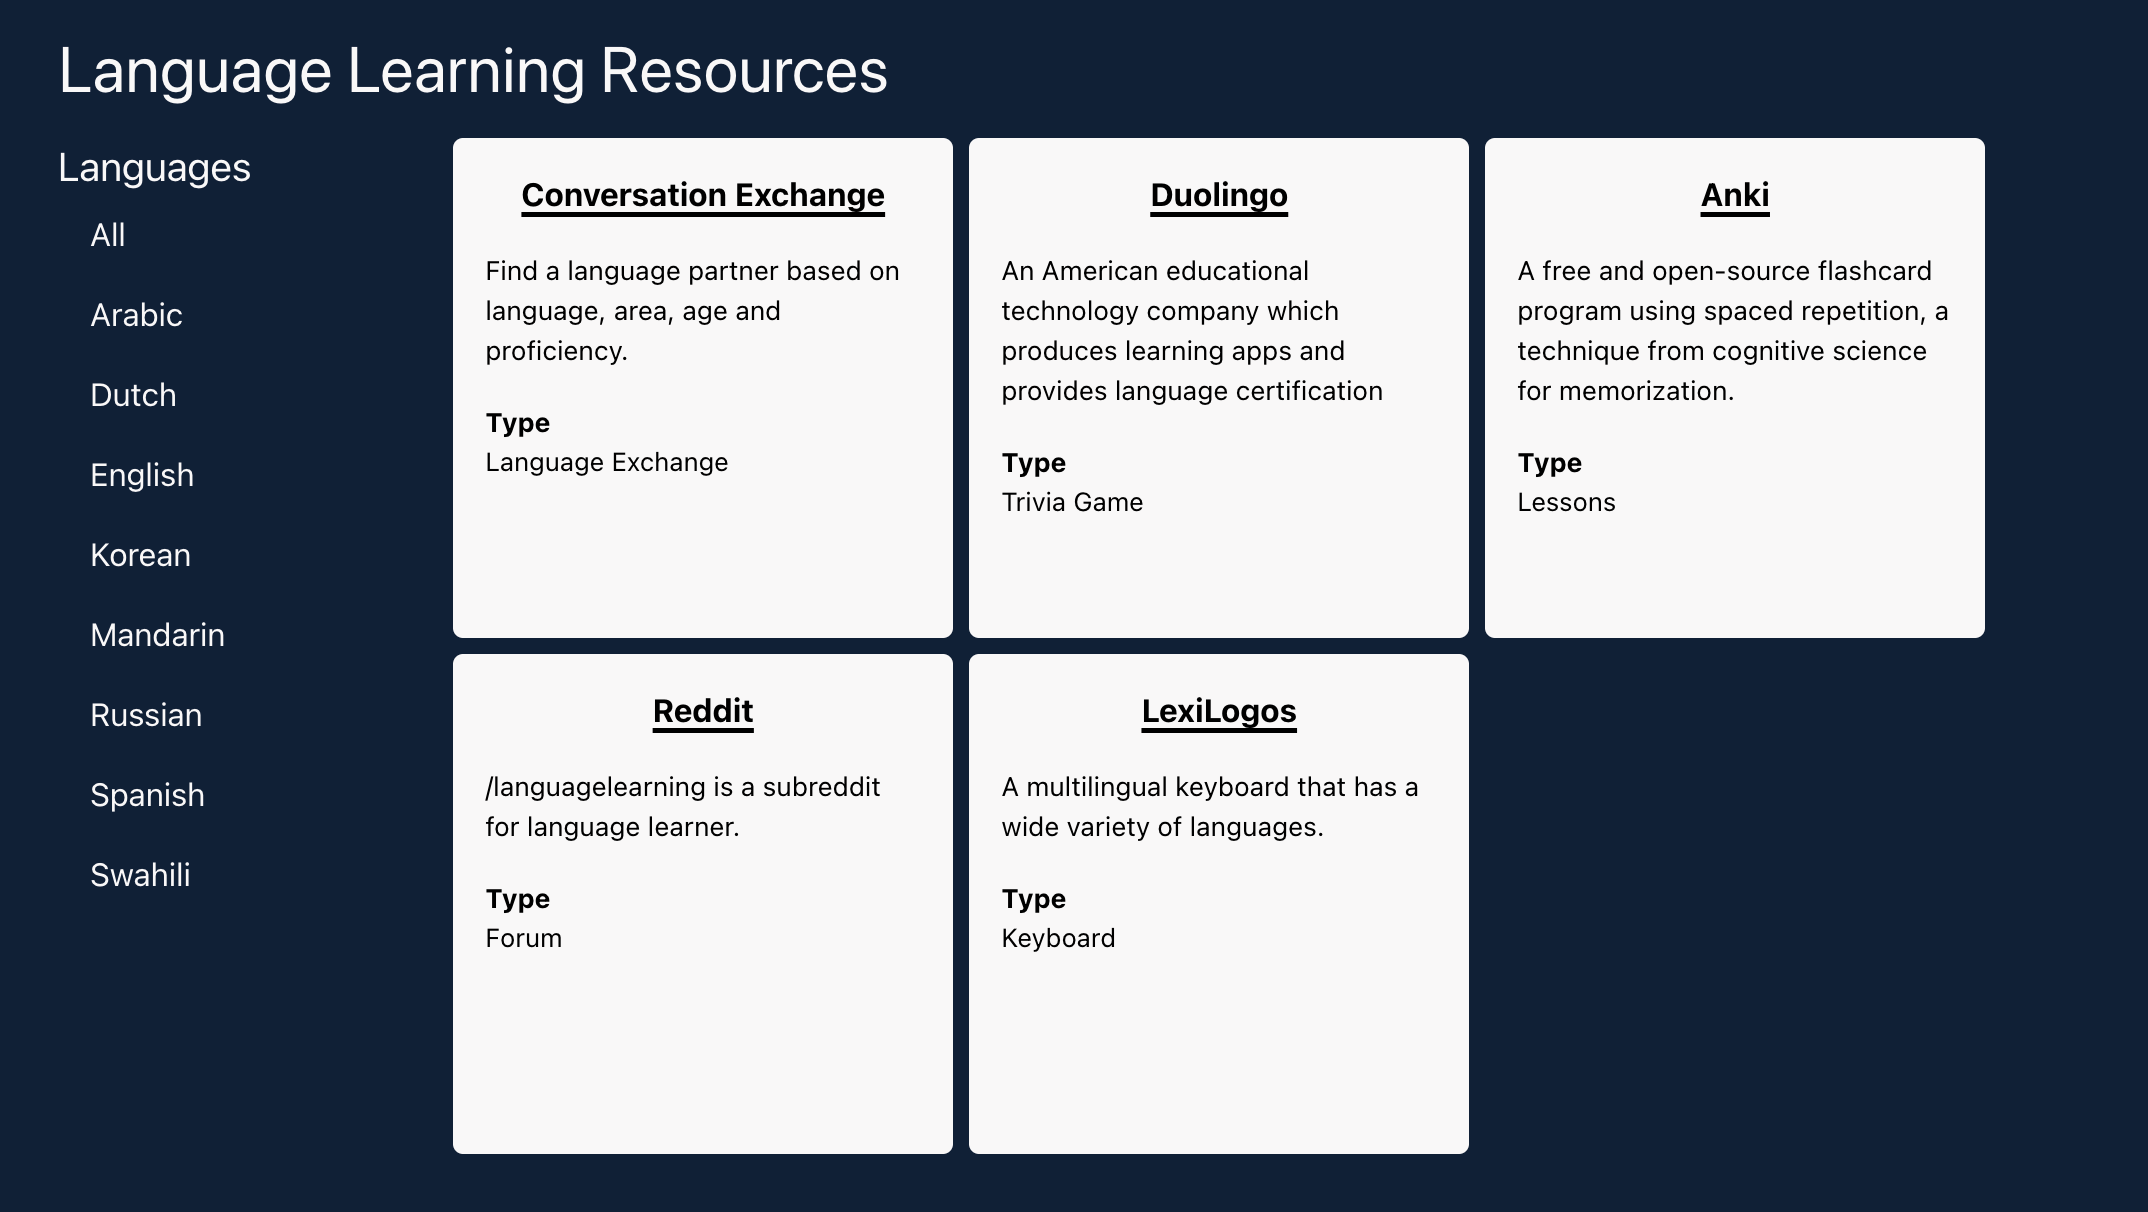 Language Learning Resources
Languages
All
Arabic
Dutch
English
Korean
Mandarin
Russian
Spanish
Swahili
Conversation Exchange
Find a language partner based on
language, area, age and
proficiency.
Type
Language Exchange
Duolingo
An American educational
technology company which
produces learning apps and
provides language certification
Type
Trivia Game
Anki
A free and open-source flashcard
program using spaced repetition, a
technique from cognitive science
for memorization.
Type
Lessons
Reddit
/languagelearning is a subreddit
for language learner.
Type
Forum
LexiLogos
A multilingual keyboard that has a
wide variety of languages.
Type
Keyboard